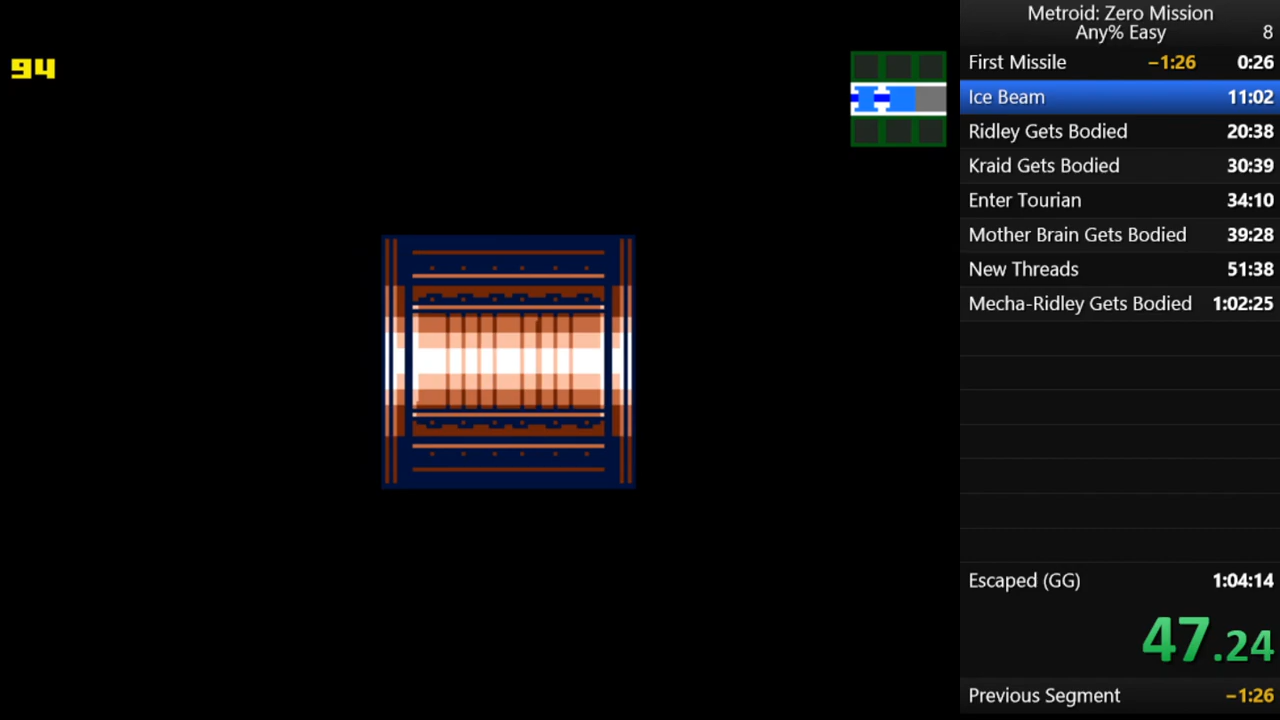 94
Metroid: Zero Mission
Any% Easy 8
First Missile −1:26 0:26
Ice Beam 11:02
Ridley Gets Bodied 20:38
Kraid Gets Bodied 30:39
Enter Tourian 34:10
Mother Brain Gets Bodied 39:28
New Threads 51:38
Mecha-Ridley Gets Bodied 1:02:25
Escaped (GG) 1:04:14
47.24
Previous Segment −1:26